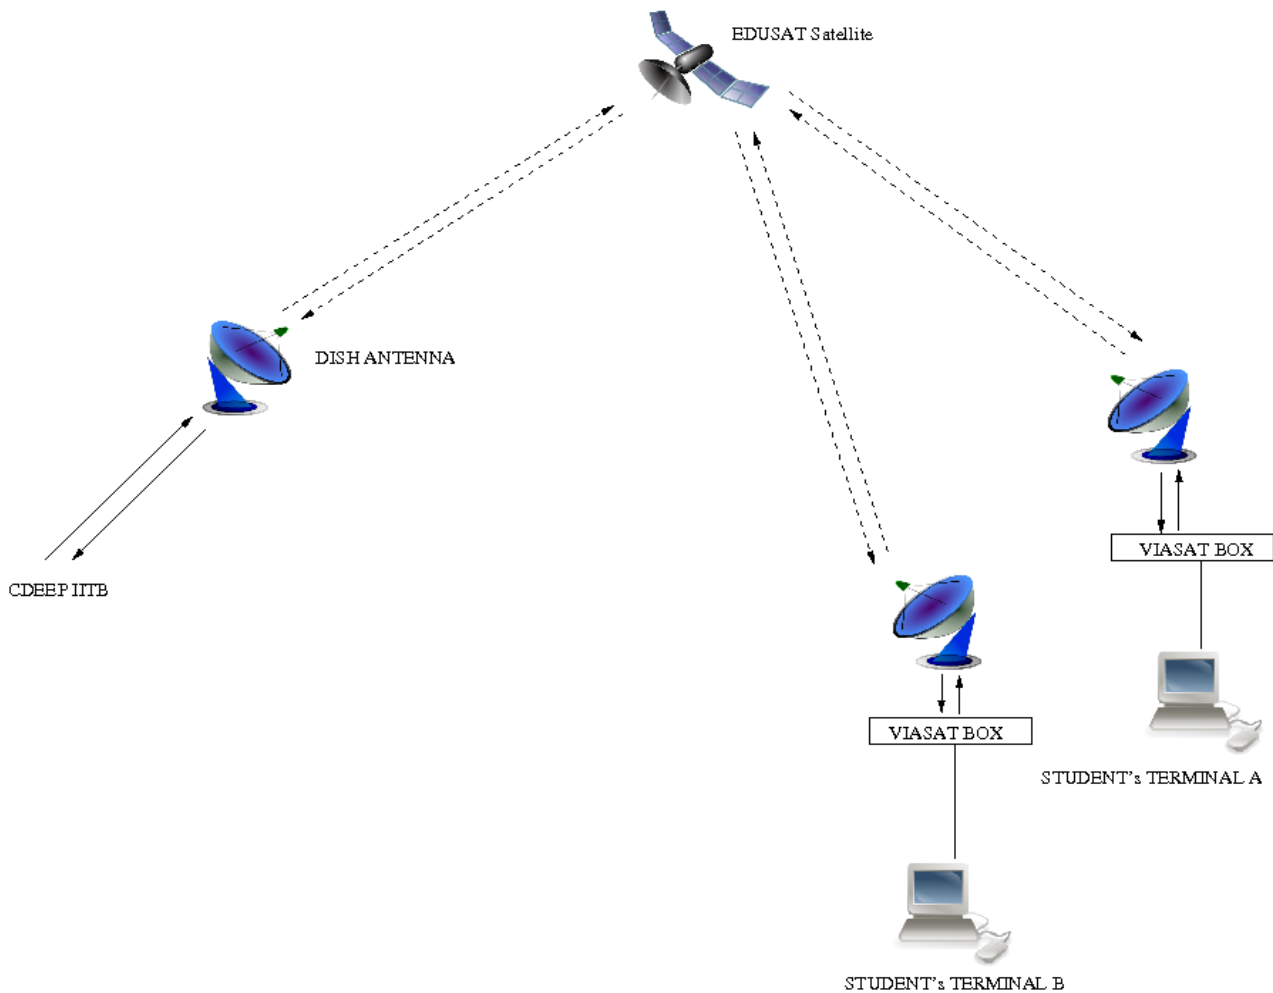 EDUSAT Satellite
DISH ANTENNA
VIASAT BOX
CDEEP IITB
VIASAT BOX
STUDENT's TERMINAL A
STUDENT's TERMINAL B